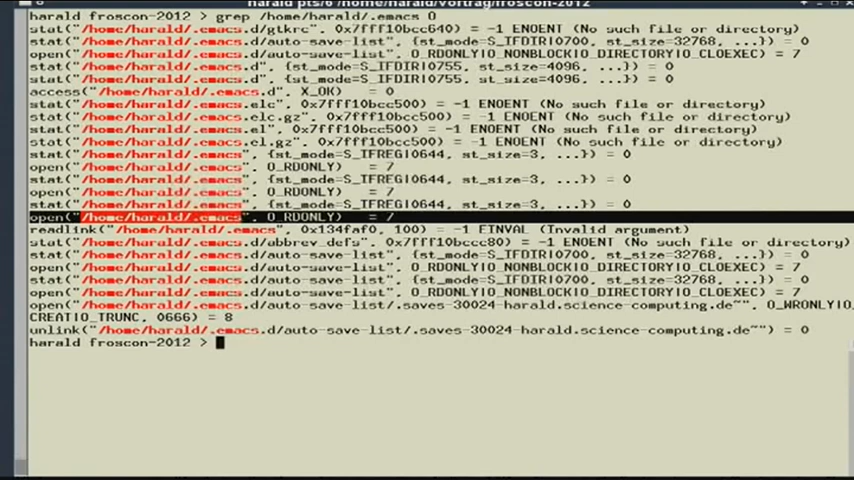 harald pts/6 /home/harald/vortrag/froscon-2012
harald froscon-2012 > grep /home/harald/.emacs O
stat("/home/harald/.emacs.d/gtkrc", 0x7fff10bcc640) = -1 ENOENT (No such file or directory)
stat("/home/harald/.emacs.d/auto-save-list", {st_mode=S_IFDIR|0700, st_size=32768, ...}) = 0
open("/home/harald/.emacs.d/auto-save-list", O_RDONLY|O_NONBLOCK|O_DIRECTORY|O_CLOEXEC) = 7
stat("/home/harald/.emacs.d", {st_mode=S_IFDIR|0755, st_size=4096, ...}) = 0
stat("/home/harald/.emacs.d", {st_mode=S_IFDIR|0755, st_size=4096, ...}) = 0
access("/home/harald/.emacs.d", X_OK) = 0
stat("/home/harald/.emacs.elc", 0x7fff10bcc500) = -1 ENOENT (No such file or directory)
stat("/home/harald/.emacs.elc.gz", 0x7fff10bcc500) = -1 ENOENT (No such file or directory)
stat("/home/harald/.emacs.el", 0x7fff10bcc500) = -1 ENOENT (No such file or directory)
stat("/home/harald/.emacs.el.gz", 0x7fff10bcc500) = -1 ENOENT (No such file or directory)
stat("/home/harald/.emacs", {st_mode=S_IFREG|0644, st_size=3, ...}) = 0
open("/home/harald/.emacs", O_RDONLY) = 7
stat("/home/harald/.emacs", {st_mode=S_IFREG|0644, st_size=3, ...}) = 0
open("/home/harald/.emacs", O_RDONLY) = 7
stat("/home/harald/.emacs", {st_mode=S_IFREG|0644, st_size=3, ...}) = 0
open("/home/harald/.emacs", O_RDONLY) = 7
readlink("/home/harald/.emacs", 0x134faf0, 100) = -1 EINVAL (Invalid argument)
stat("/home/harald/.emacs.d/abbrev_defs", 0x7fff10bccc80) = -1 ENOENT (No such file or directory)
stat("/home/harald/.emacs.d/auto-save-list", {st_mode=S_IFDIR|0700, st_size=32768, ...}) = 0
open("/home/harald/.emacs.d/auto-save-list", O_RDONLY|O_NONBLOCK|O_DIRECTORY|O_CLOEXEC) = 7
stat("/home/harald/.emacs.d/auto-save-list", {st_mode=S_IFDIR|0700, st_size=32768, ...}) = 0
open("/home/harald/.emacs.d/auto-save-list", O_RDONLY|O_NONBLOCK|O_DIRECTORY|O_CLOEXEC) = 7
open("/home/harald/.emacs.d/auto-save-list/.saves-30024-harald.science-computing.de~", O_WRONLY|O_
CREAT|O_TRUNC, 0666) = 8
unlink("/home/harald/.emacs.d/auto-save-list/.saves-30024-harald.science-computing.de~") = 0
harald froscon-2012 >